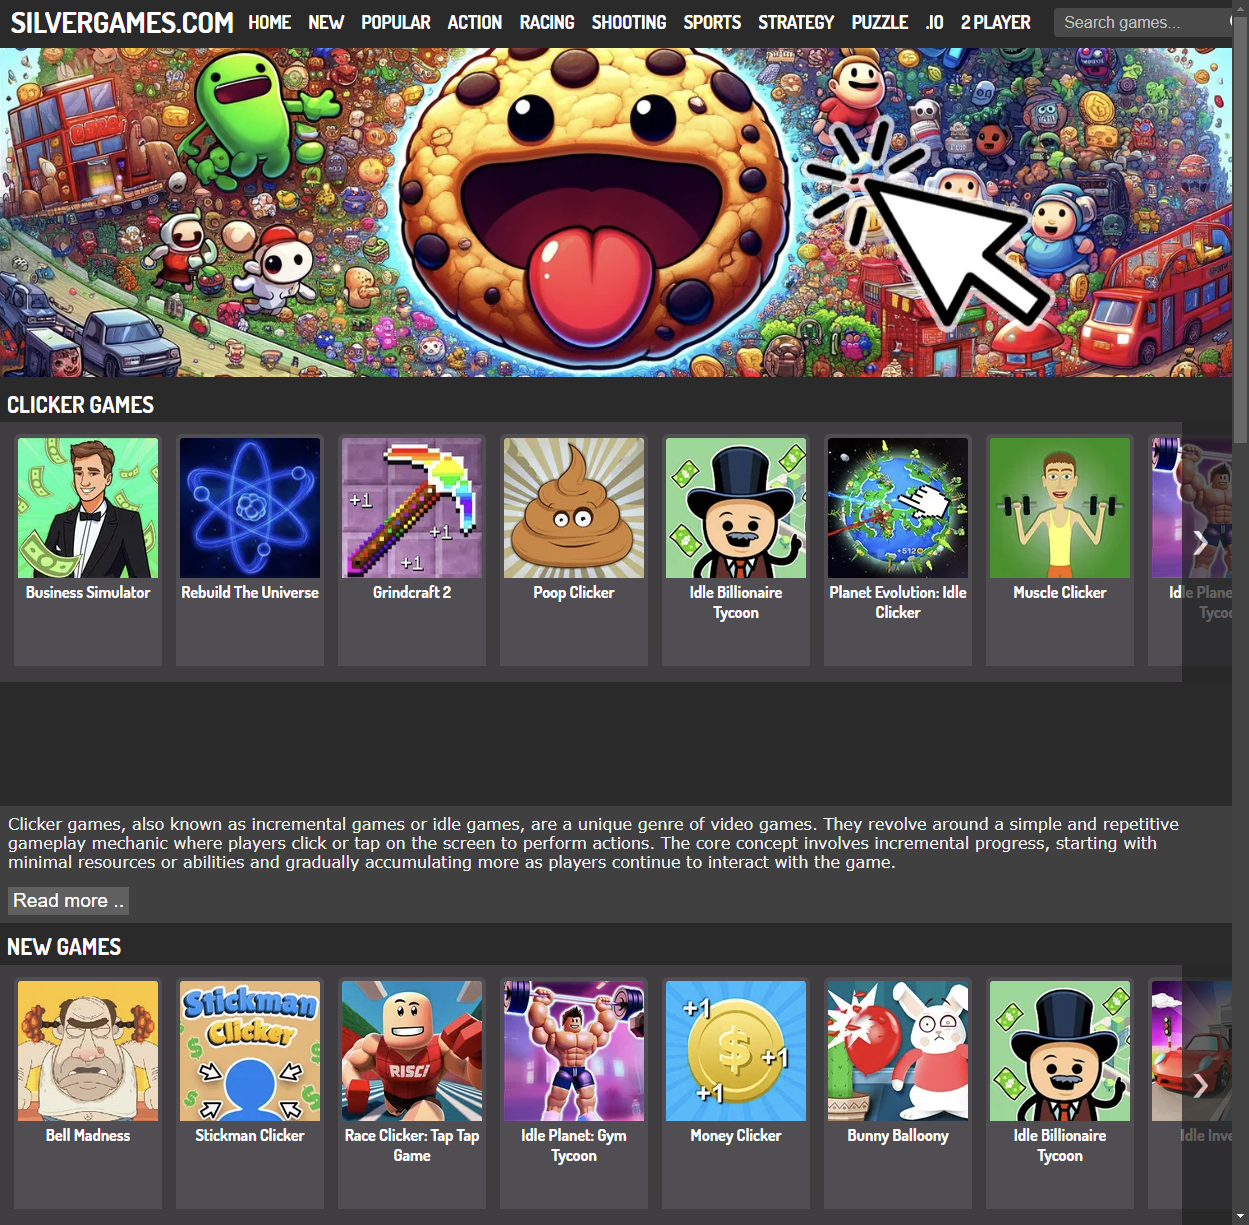 SILVERGAMES.COM HOME NEW POPULAR ACTION RACING SHOOTING SPORTS STRATEGY PUZZLE .IO 2 PLAYER Search games...
CLICKER GAMES
+1
+1
+1
+512
Business Simulator
Rebuild The Universe
Grindcraft 2
Poop Clicker
Idle Billionaire
Tycoon
Planet Evolution: Idle
Clicker
Muscle Clicker
Idle Plane
Tycoo
Clicker games, also known as incremental games or idle games, are a unique genre of video games. They revolve around a simple and repetitive
gameplay mechanic where players click or tap on the screen to perform actions. The core concept involves incremental progress, starting with
minimal resources or abilities and gradually accumulating more as players continue to interact with the game.
Read more ..
NEW GAMES
Stickman
Clicker
RISCI
+1
+1
+1
Bell Madness
Stickman Clicker
Race Clicker: Tap Tap
Game
Idle Planet: Gym
Tycoon
Money Clicker
Bunny Balloony
Idle Billionaire
Tycoon
Idle Inve